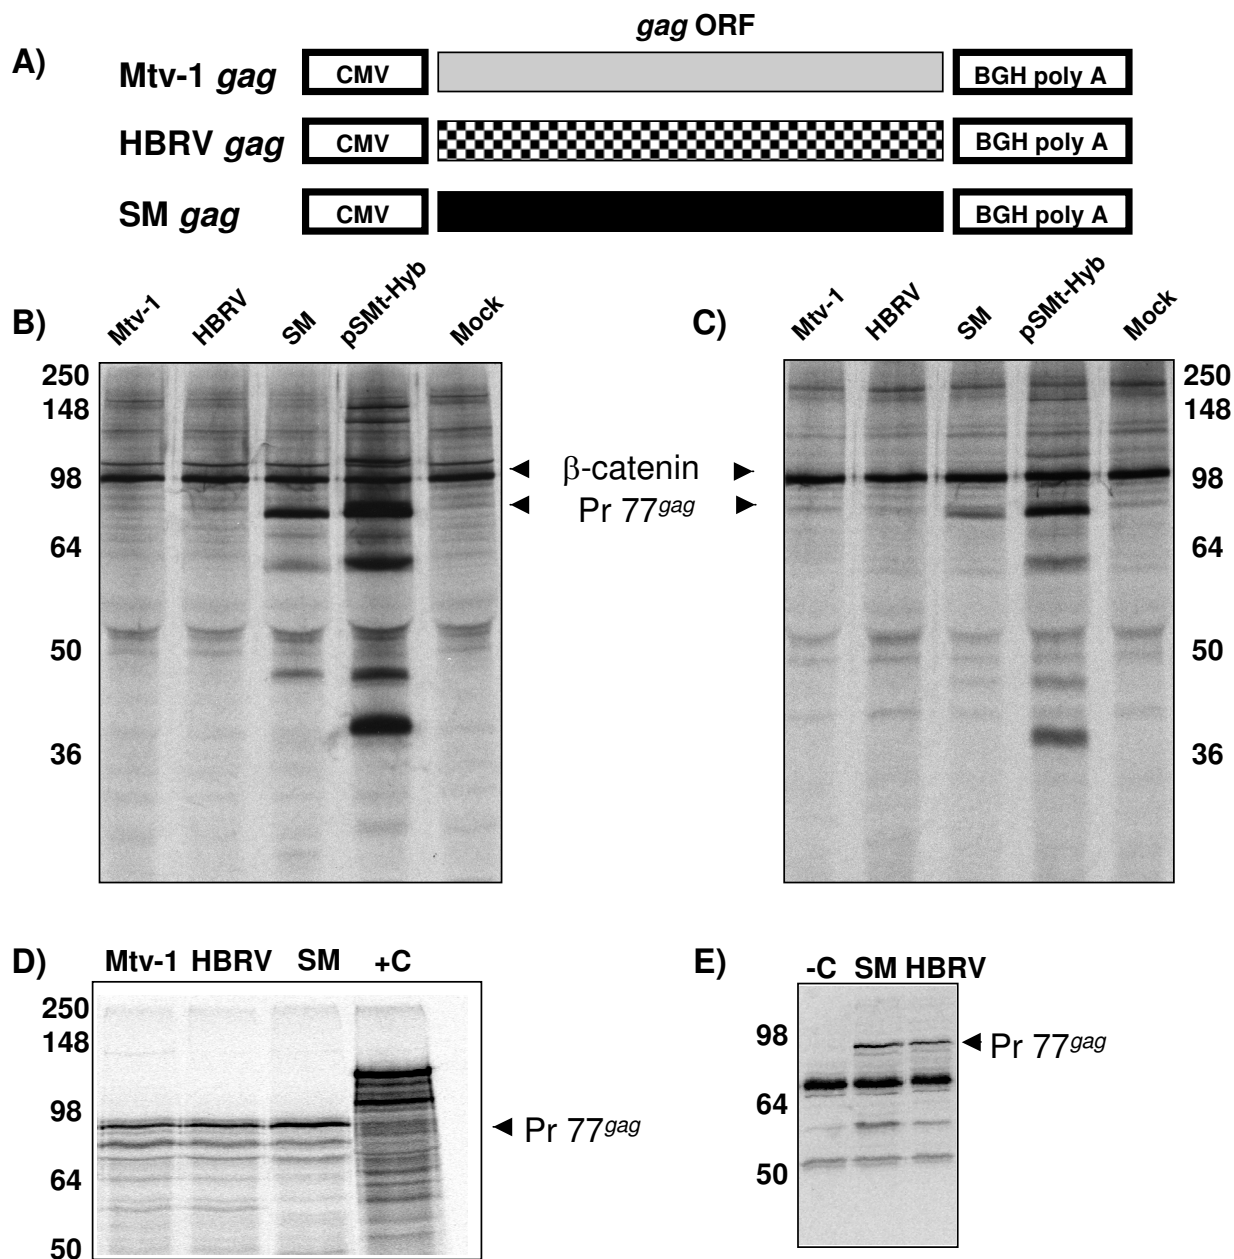 gag ORF
A)
Mtv-1 gag CMV BGH poly A
HBRV gag CMV BGH poly A
SM gag CMV BGH poly A
B) Mtv-1 HBRV SM pSMt-Hyb Mock
250
148
98
64
50
36
β-catenin
Pr 77gag
C) Mtv-1 HBRV SM pSMt-Hyb Mock
250
148
98
64
50
36
D) Mtv-1 HBRV SM +C
250
148
98
64
50
Pr 77gag
E) -C SM HBRV
98
64
50
Pr 77gag